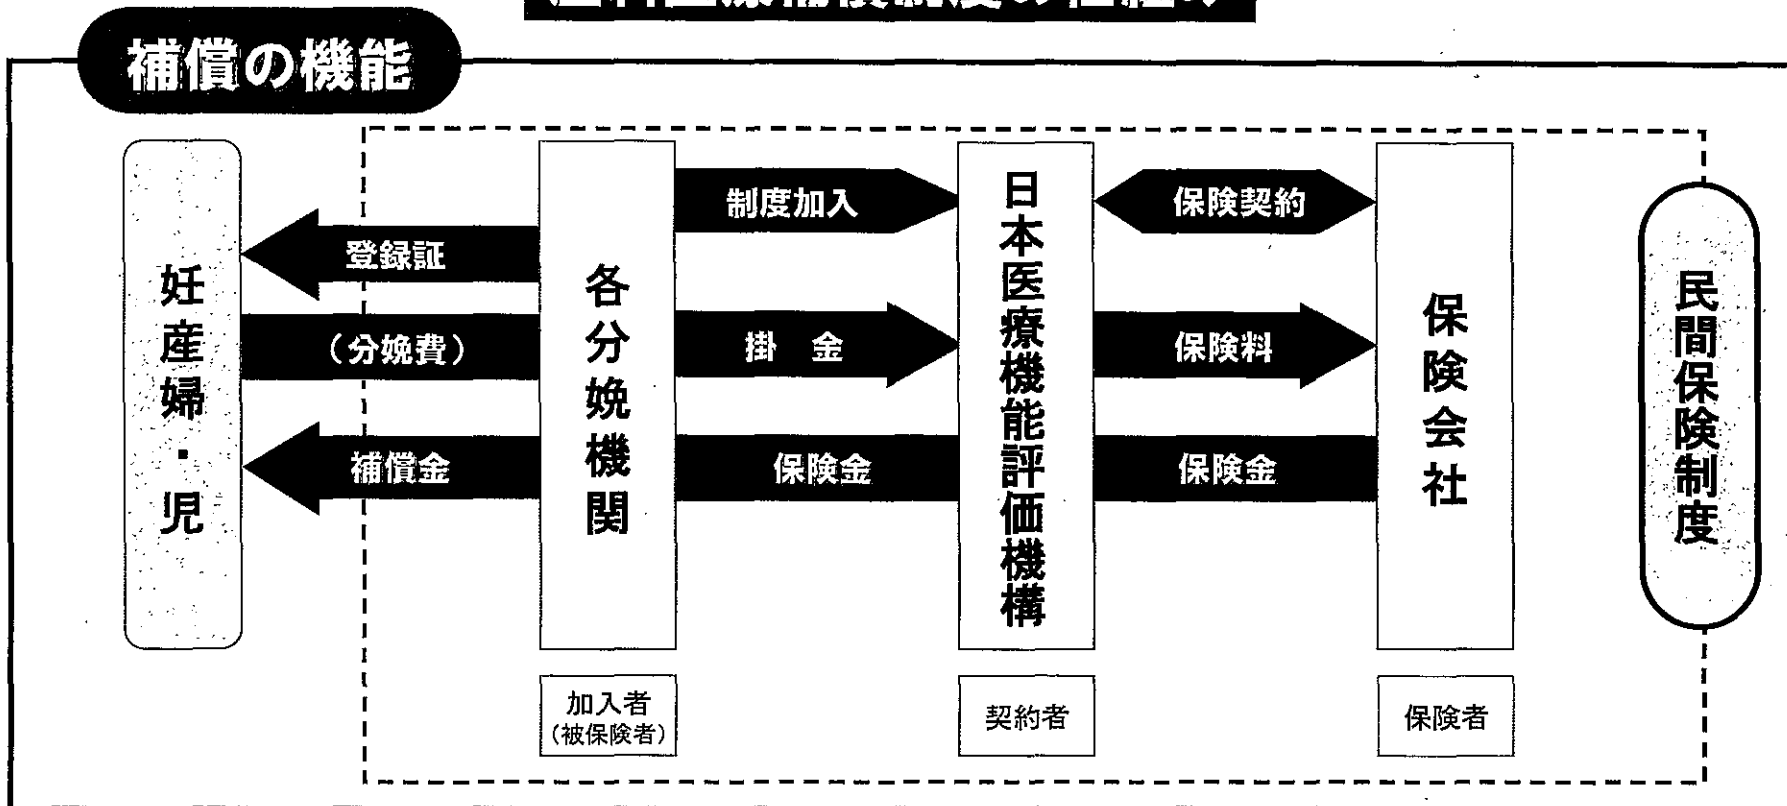 補償の機能
妊産婦・児
登録証
（分娩費）
補償金
各分娩機関
制度加入
掛　金
保険金
日本医療機能評価機構
保険契約
保険料
保険金
保険会社
民間保険制度
加入者
（被保険者）
契約者
保険者